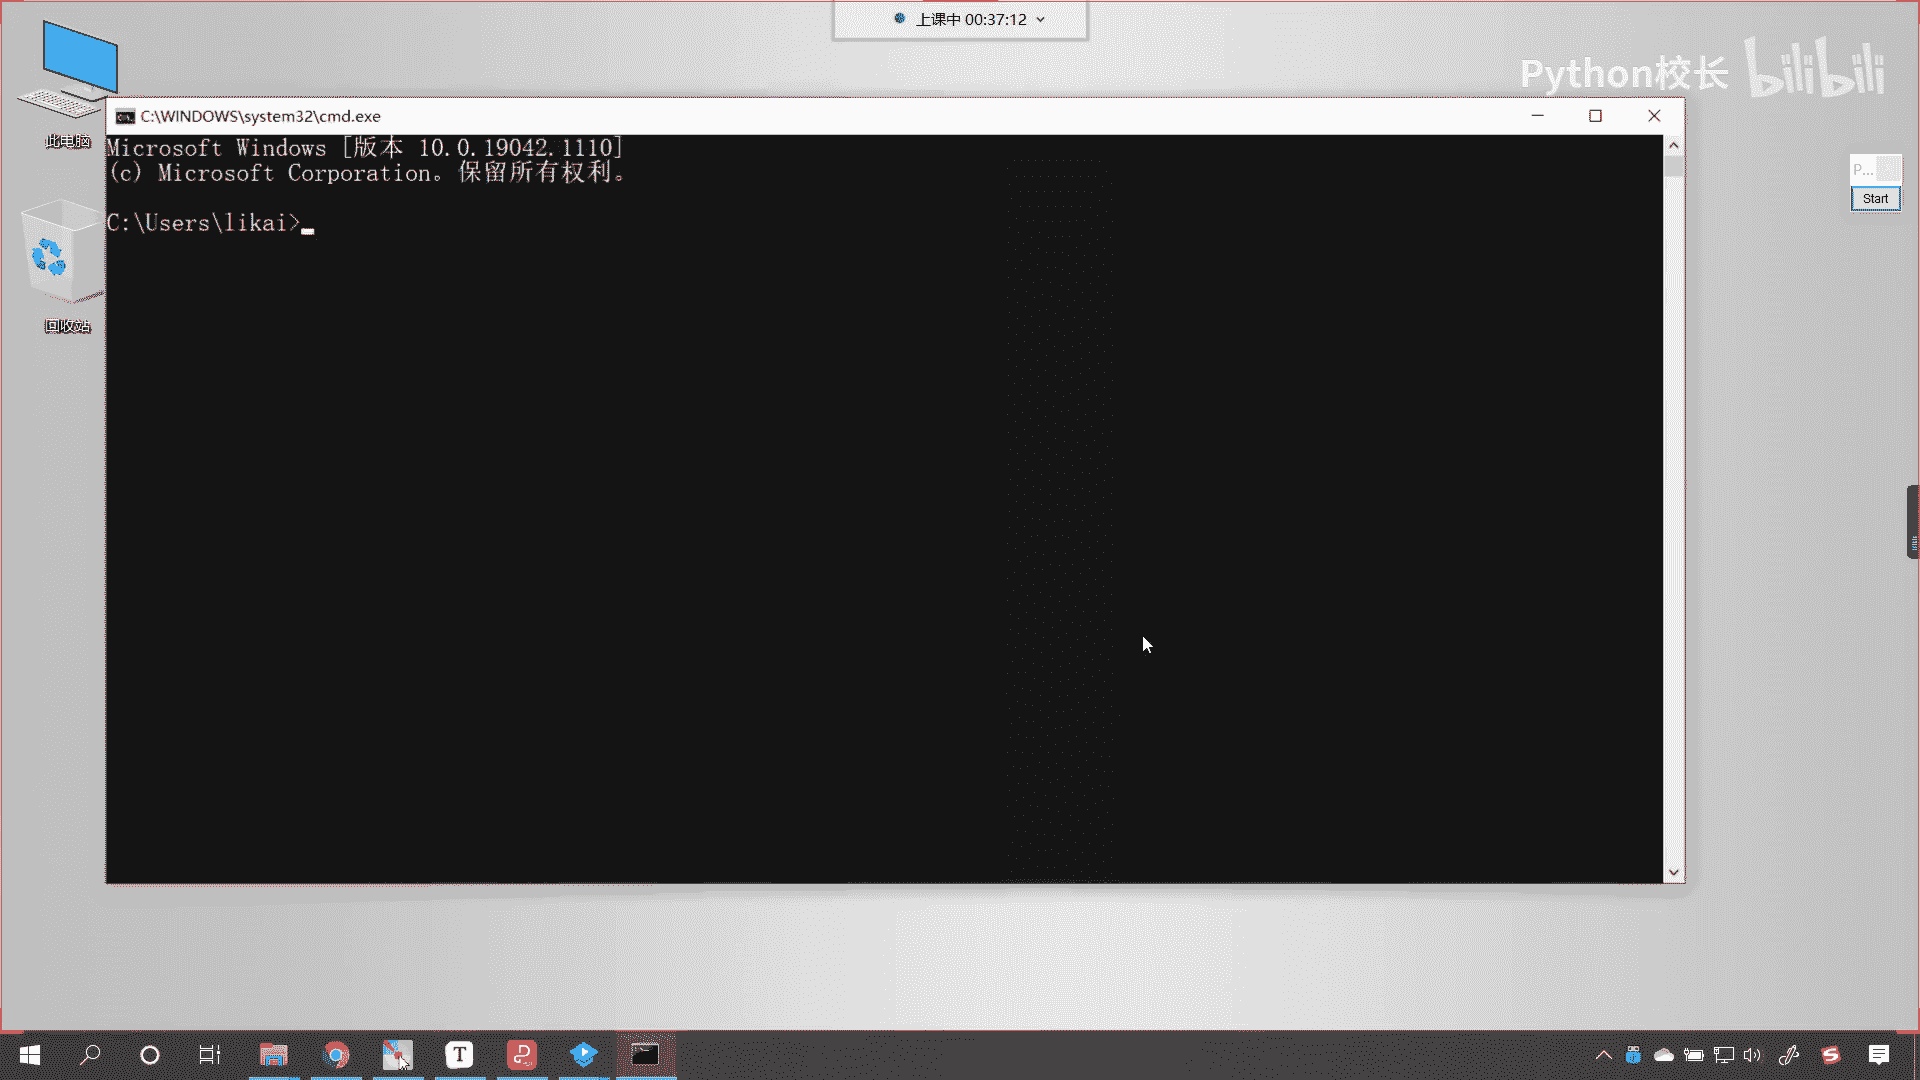 上课中 00:37:12
Python校长 bilibili
此电脑
C:\WINDOWS\system32\cmd.exe
Microsoft Windows [版本 10.0.19042.1110]
(c) Microsoft Corporation。保留所有权利。
C:\Users\likai>
P...
Start
回收站